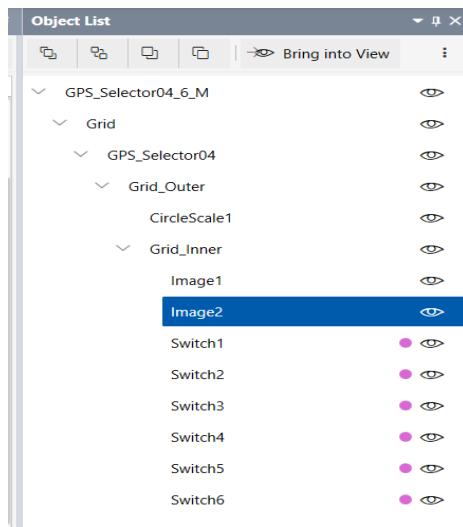 Object List
Bring into View
GPS_Selector04_6_M
Grid
GPS_Selector04
Grid_Outer
CircleScale1
Grid_Inner
Image1
Image2
Switch1
Switch2
Switch3
Switch4
Switch5
Switch6